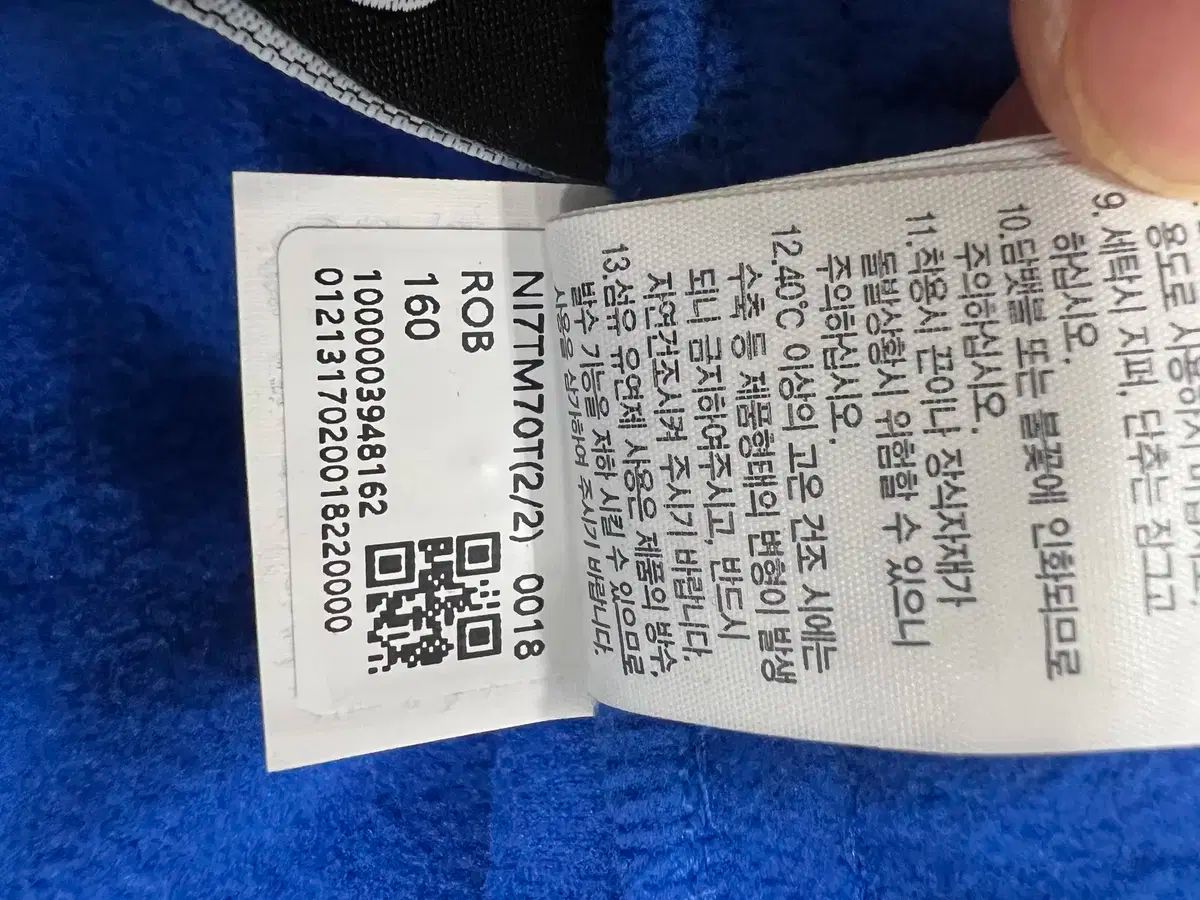 용도로 사용하지
9. 세탁시 지퍼, 단추는 잠그고
하십시오.
10.담뱃불 또는 불꽃에 인화되므로
주의하십시오.
11.착용시 끈이나 장식자재가
돌발상황시 위험할 수 있으니
주의하십시오.
12.40℃ 이상의 고온 건조 시에는
수축 등 제품형태의 변형이 발생
되니 금지하여주시고, 반드시
자연건조시켜 주시기 바랍니다.
13.섬유 유연제 사용은 제품의 방수,
발수 기능을 저하 시킬 수 있으므로
사용을 삼가하여 주시기 바랍니다.
NI7TM70T(2/2) 0018
ROB
160
1000003948162
0121317020018220000